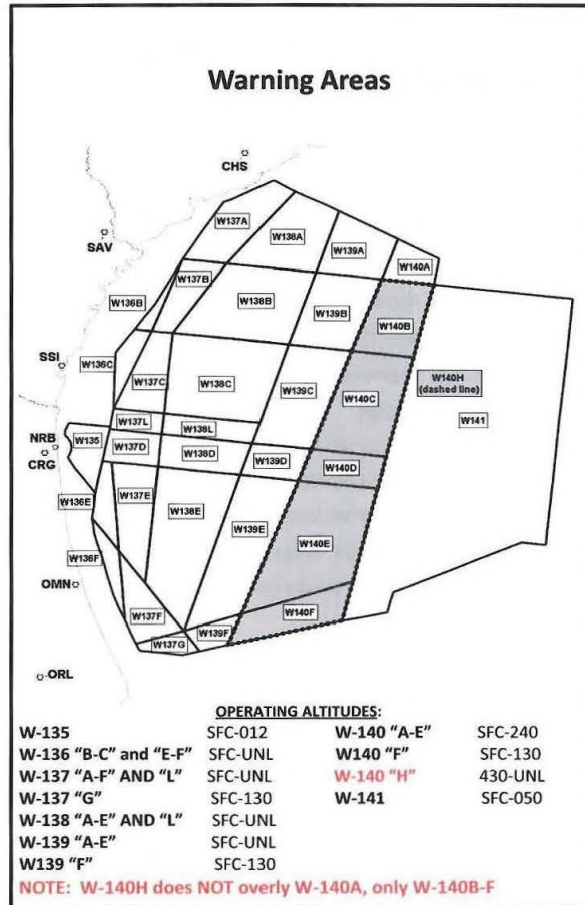 Warning Areas
CHS
W137A
SAV
W138A
W139A
W140A
W137B
W136B
W138B
W139B
W140B
SSI
W136C
W137C
W138C
W140H
(dashed line)
W139C
W140C
W141
W137L
W138L
NRB
W135
W137D
CRG
W138D
W139D
W140D
W136E
W137E
W138E
W139E
W140E
W136F
OMN
W137F
W140F
W139F
W137G
ORL
OPERATING ALTITUDES:
W-135 SFC-012 W-140 “A-E” SFC-240
W-136 “B-C” and “E-F” SFC-UNL W140 “F” SFC-130
W-137 “A-F” AND “L” SFC-UNL W-140 “H” 430-UNL
W-137 “G” SFC-130 W-141 SFC-050
W-138 “A-E” AND “L” SFC-UNL
W-139 “A-E” SFC-UNL
W139 “F” SFC-130
NOTE: W-140H does NOT overly W-140A, only W-140B-F